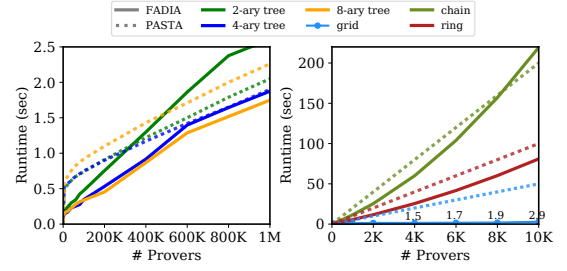 FADIA 2-ary tree 8-ary tree chain
PASTA 4-ary tree grid ring
2.5
2.0
1.5
1.0
0.5
0.0
Runtime (sec)
0 200K 400K 600K 800K 1M
# Provers
200
150
100
50
0
Runtime (sec)
1.5 1.7 1.9 2.9
0 2K 4K 6K 8K 10K
# Provers